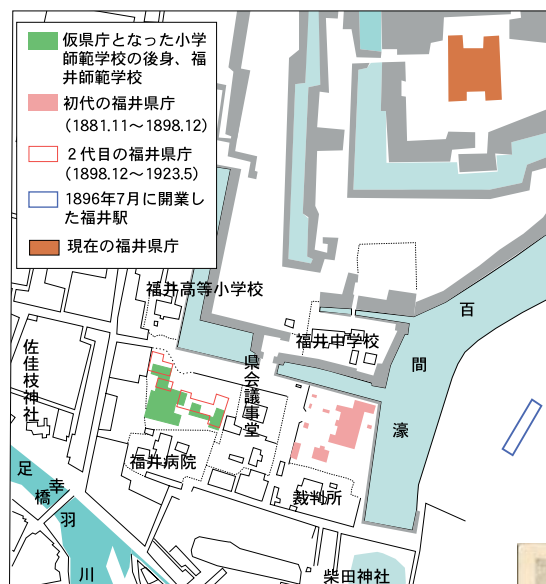 仮県庁となった小学
師範学校の後身、福
井師範学校
初代の福井県庁
（1881.11～1898.12）
２代目の福井県庁
（1898.12～1923.5）
1896年7月に開業し
た福井駅
現在の福井県庁
福井高等小学校
福井中学校
百
間
濠
佐佳枝神社
県会議事堂
福井病院
裁判所
足
羽
川
幸
橋
柴田神社